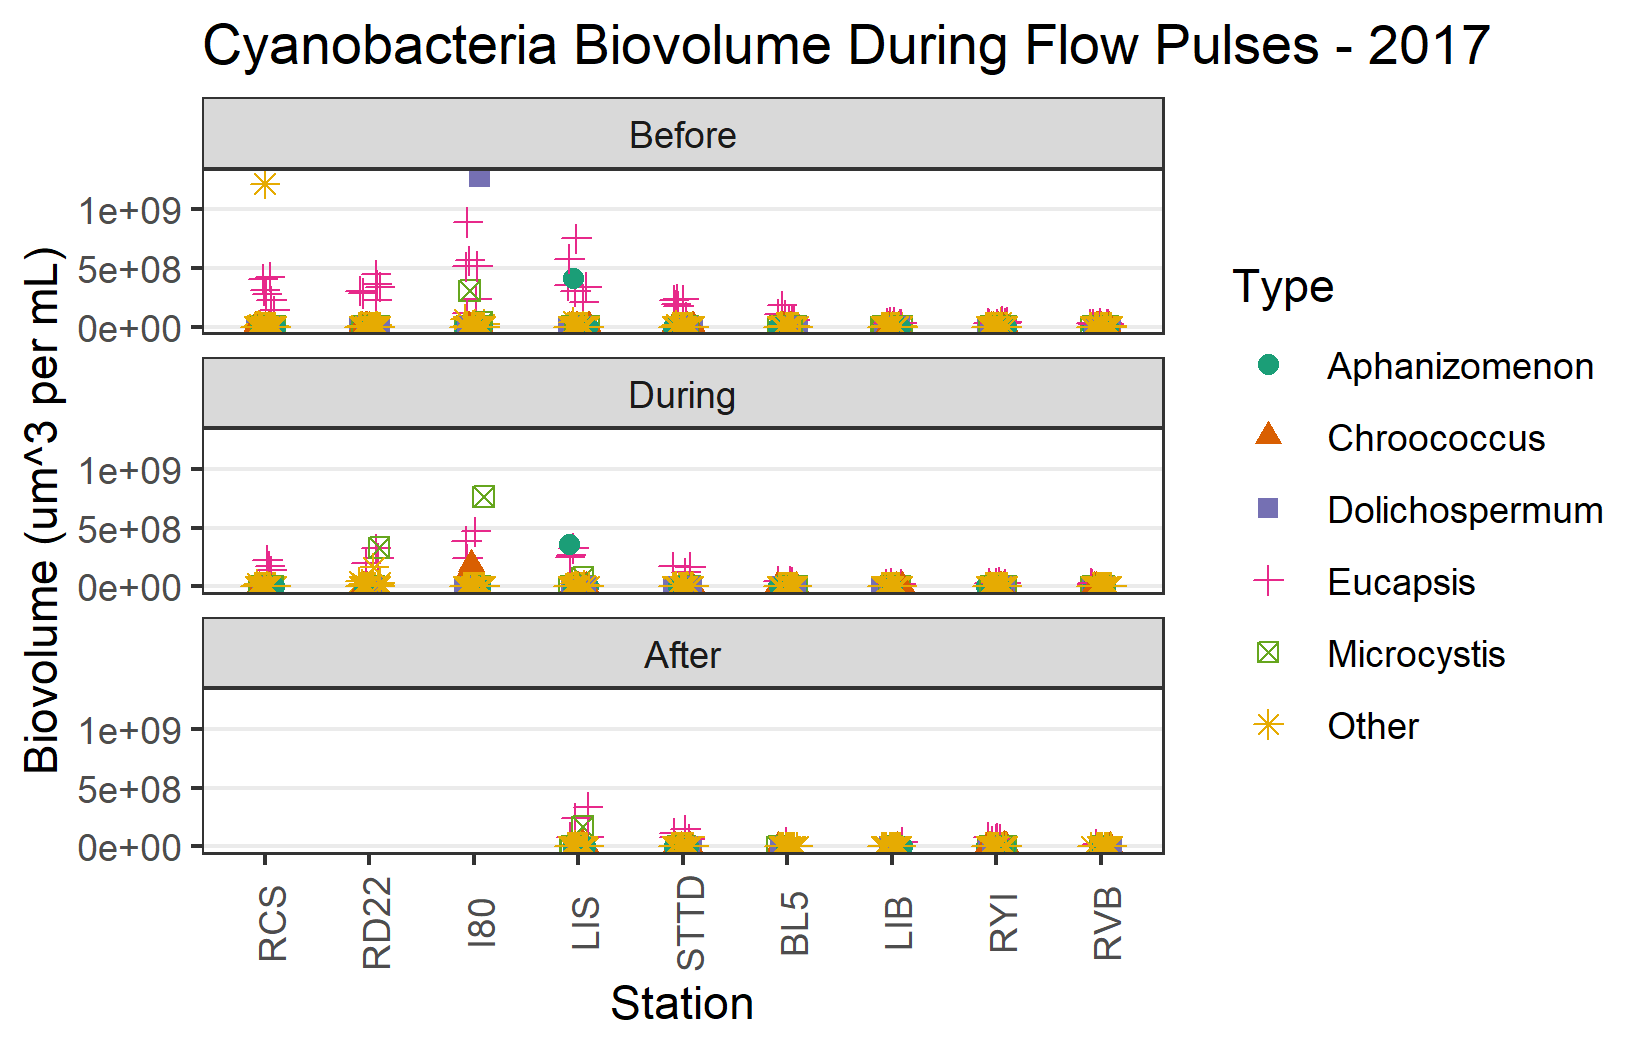 Cyanobacteria Biovolume During Flow Pulses - 2017
Biovolume (um^3 per mL)
Before
1e+09
5e+08
0e+00
During
1e+09
5e+08
0e+00
After
1e+09
5e+08
0e+00
RCS
RD22
I80
LIS
STTD
BL5
LIB
RYI
RVB
Station
Type
Aphanizomenon
Chroococcus
Dolichospermum
Eucapsis
Microcystis
Other